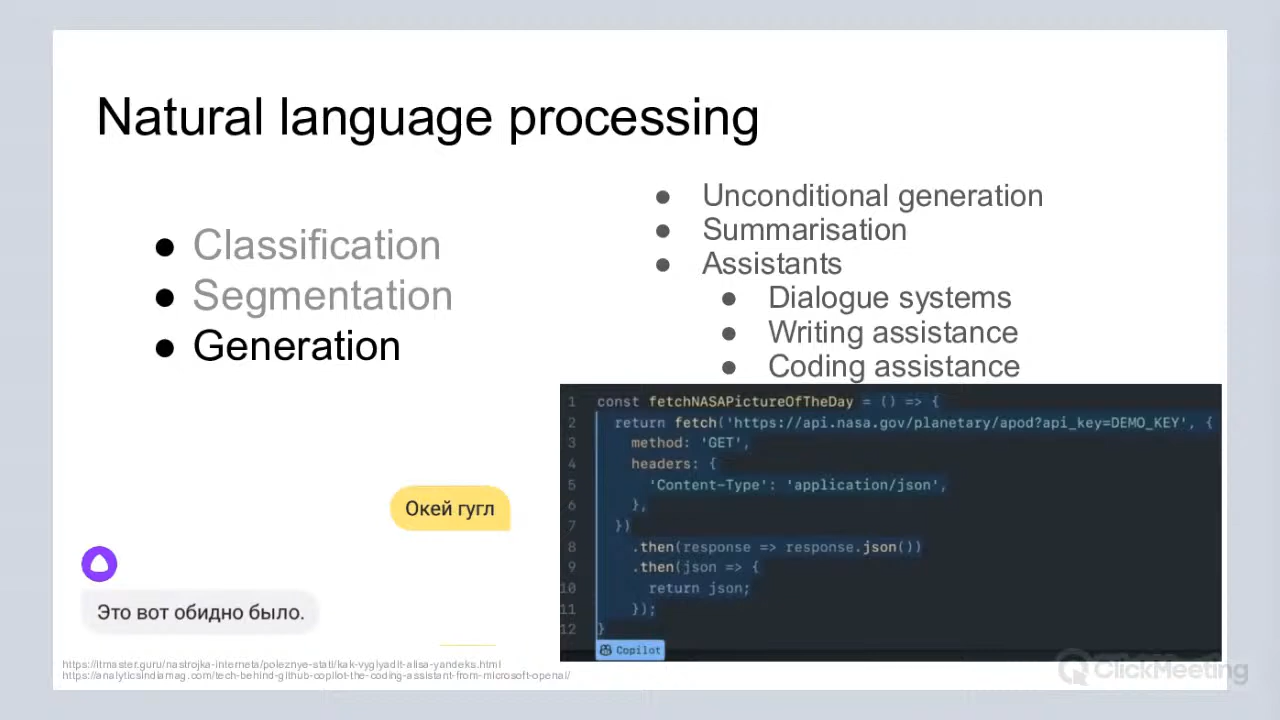 Natural language processing
● Classification
● Segmentation
● Generation
● Unconditional generation
● Summarisation
● Assistants
● Dialogue systems
● Writing assistance
● Coding assistance
1 const fetchNASAPictureOfTheDay = () => {
2 return fetch('https://api.nasa.gov/planetary/apod?api_key=DEMO_KEY', {
3 method: 'GET',
4 headers: {
5 'Content-Type': 'application/json',
6 },
7 })
8 .then(response => response.json())
9 .then(json => {
10 return json;
11 });
12 }
Copilot
Окей гугл
Это вот обидно было.
https://itmaster.guru/nastrojka-interneta/poleznye-stati/kak-vyglyadit-alisa-yandeks.html
https://analyticsindiamag.com/tech-behind-github-copilot-the-coding-assistant-from-microsoft-openai/
ClickMeeting